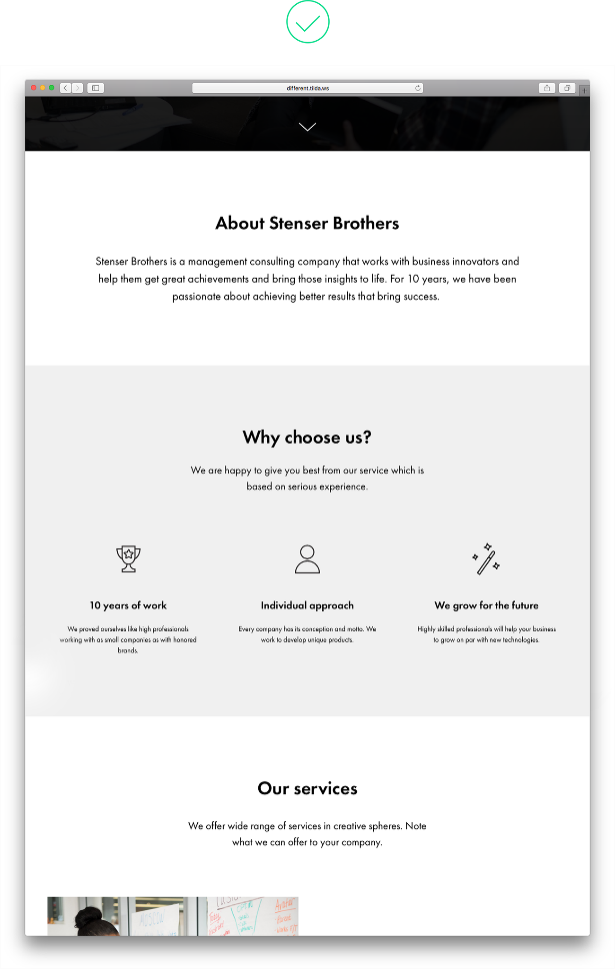 different.tilda.ws
About Stenser Brothers
Stenser Brothers is a management consulting company that works with business innovators and
help them get great achievements and bring those insights to life. For 10 years, we have been
passionate about achieving better results that bring success.
Why choose us?
We are happy to give you best from our service which is
based on serious experience.
10 years of work
Individual approach
We grow for the future
We proved ourselves like high professionals
working with as small companies as with honored
brands.
Every company has its conception and motto. We
work to develop unique products.
Highly skilled professionals will help your business
to grow on par with new technologies.
Our services
We offer wide range of services in creative spheres. Note
what we can offer to your company.